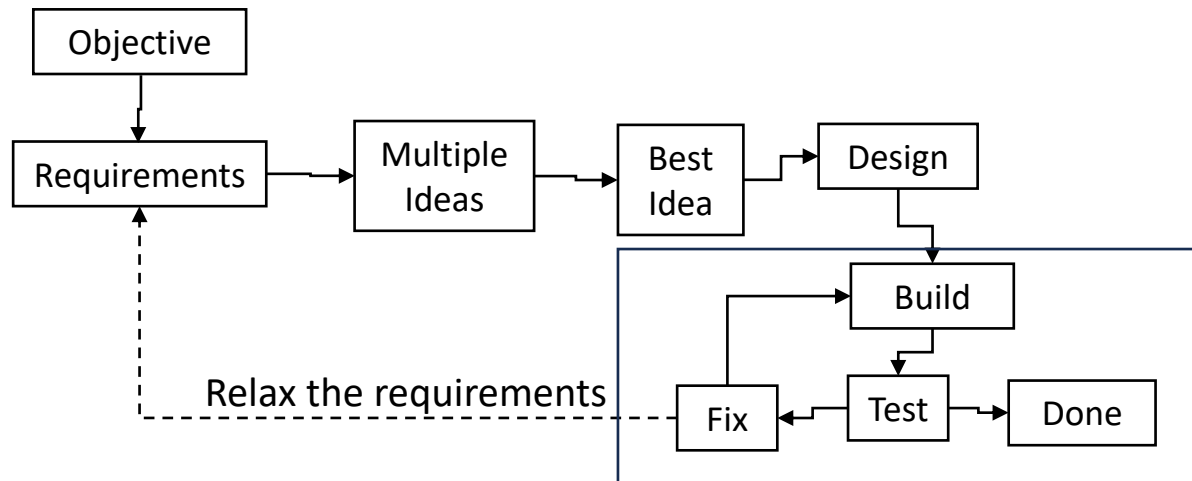 Objective
Requirements
Multiple
Ideas
Best
Idea
Design
Build
Relax the requirements
Fix
Test
Done